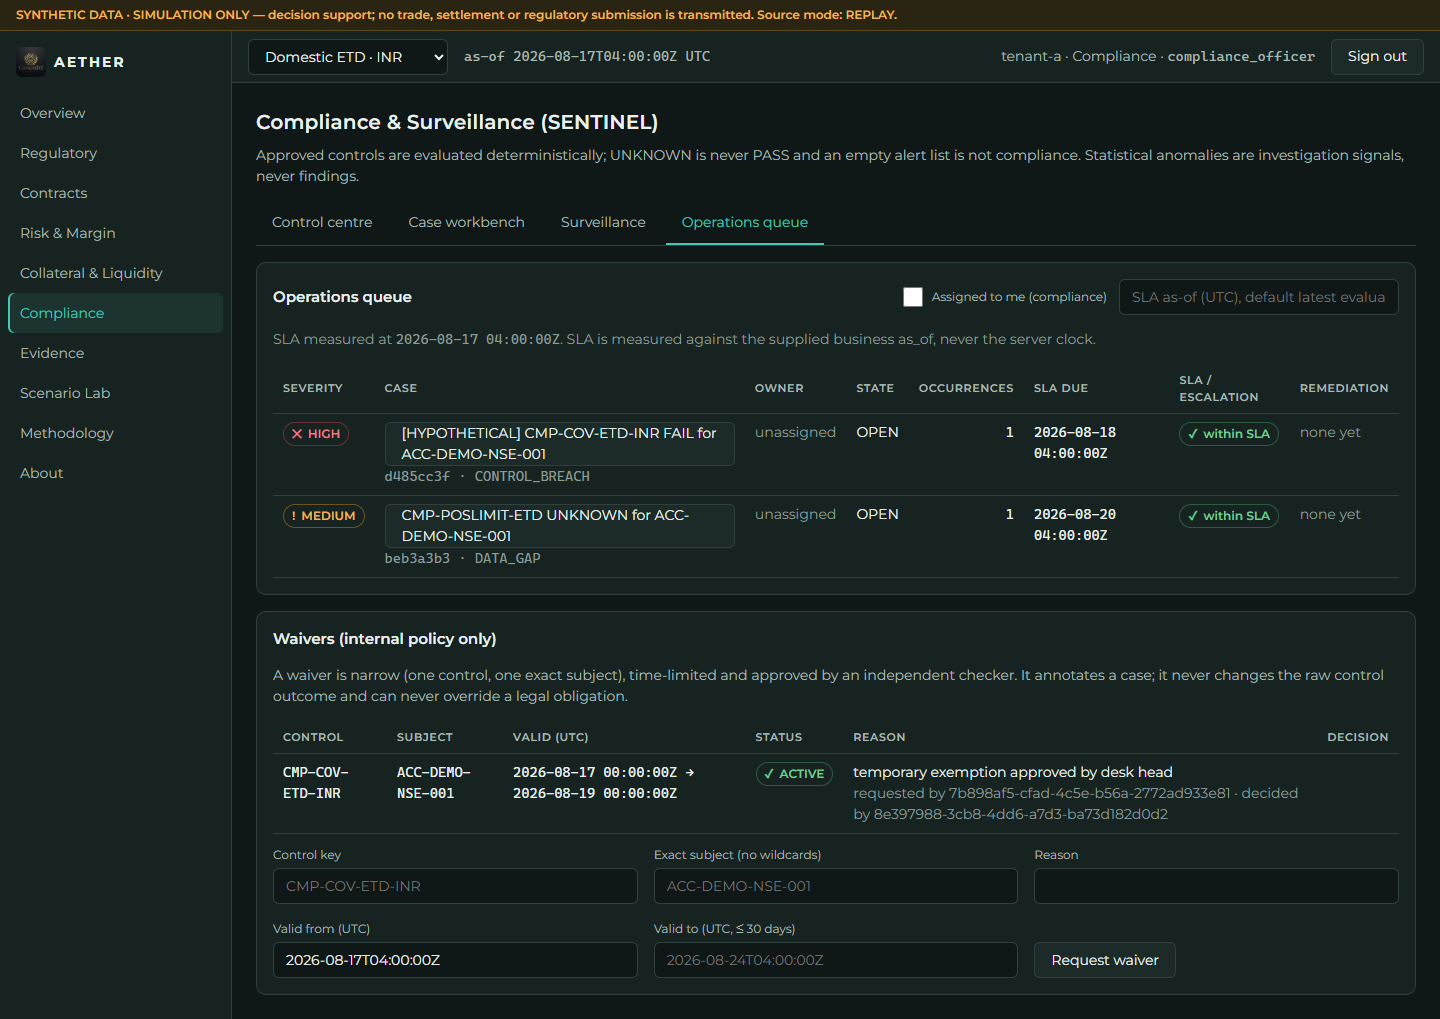 SYNTHETIC DATA · SIMULATION ONLY — decision support; no trade, settlement or regulatory submission is transmitted. Source mode: REPLAY.
AETHER
Domestic ETD · INR
as-of 2026-08-17T04:00:00Z UTC
tenant-a · Compliance · compliance_officer
Sign out
Overview
Regulatory
Contracts
Risk & Margin
Collateral & Liquidity
Compliance
Evidence
Scenario Lab
Methodology
About
Compliance & Surveillance (SENTINEL)
Approved controls are evaluated deterministically; UNKNOWN is never PASS and an empty alert list is not compliance. Statistical anomalies are investigation signals,
never findings.
Control centre
Case workbench
Surveillance
Operations queue
Operations queue
Assigned to me (compliance)
SLA as-of (UTC), default latest evalua
SLA measured at 2026-08-17 04:00:00Z. SLA is measured against the supplied business as_of, never the server clock.
SEVERITY
CASE
OWNER
STATE
OCCURRENCES
SLA DUE
SLA /
ESCALATION
REMEDIATION
✕ HIGH
[HYPOTHETICAL] CMP-COV-ETD-INR FAIL for
ACC-DEMO-NSE-001
d485cc3f · CONTROL_BREACH
unassigned
OPEN
1
2026-08-18
04:00:00Z
✓ within SLA
none yet
! MEDIUM
CMP-POSLIMIT-ETD UNKNOWN for ACC-
DEMO-NSE-001
beb3a3b3 · DATA_GAP
unassigned
OPEN
1
2026-08-20
04:00:00Z
✓ within SLA
none yet
Waivers (internal policy only)
A waiver is narrow (one control, one exact subject), time-limited and approved by an independent checker. It annotates a case; it never changes the raw control
outcome and can never override a legal obligation.
CONTROL
SUBJECT
VALID (UTC)
STATUS
REASON
DECISION
CMP-COV-
ETD-INR
ACC-DEMO-
NSE-001
2026-08-17 00:00:00Z →
2026-08-19 00:00:00Z
✓ ACTIVE
temporary exemption approved by desk head
requested by 7b898af5-cfad-4c5e-b56a-2772ad933e81 · decided
by 8e397988-3cb8-4dd6-a7d3-ba73d182d0d2
Control key
Exact subject (no wildcards)
Reason
CMP-COV-ETD-INR
ACC-DEMO-NSE-001
Valid from (UTC)
Valid to (UTC, ≤ 30 days)
2026-08-17T04:00:00Z
2026-08-24T04:00:00Z
Request waiver